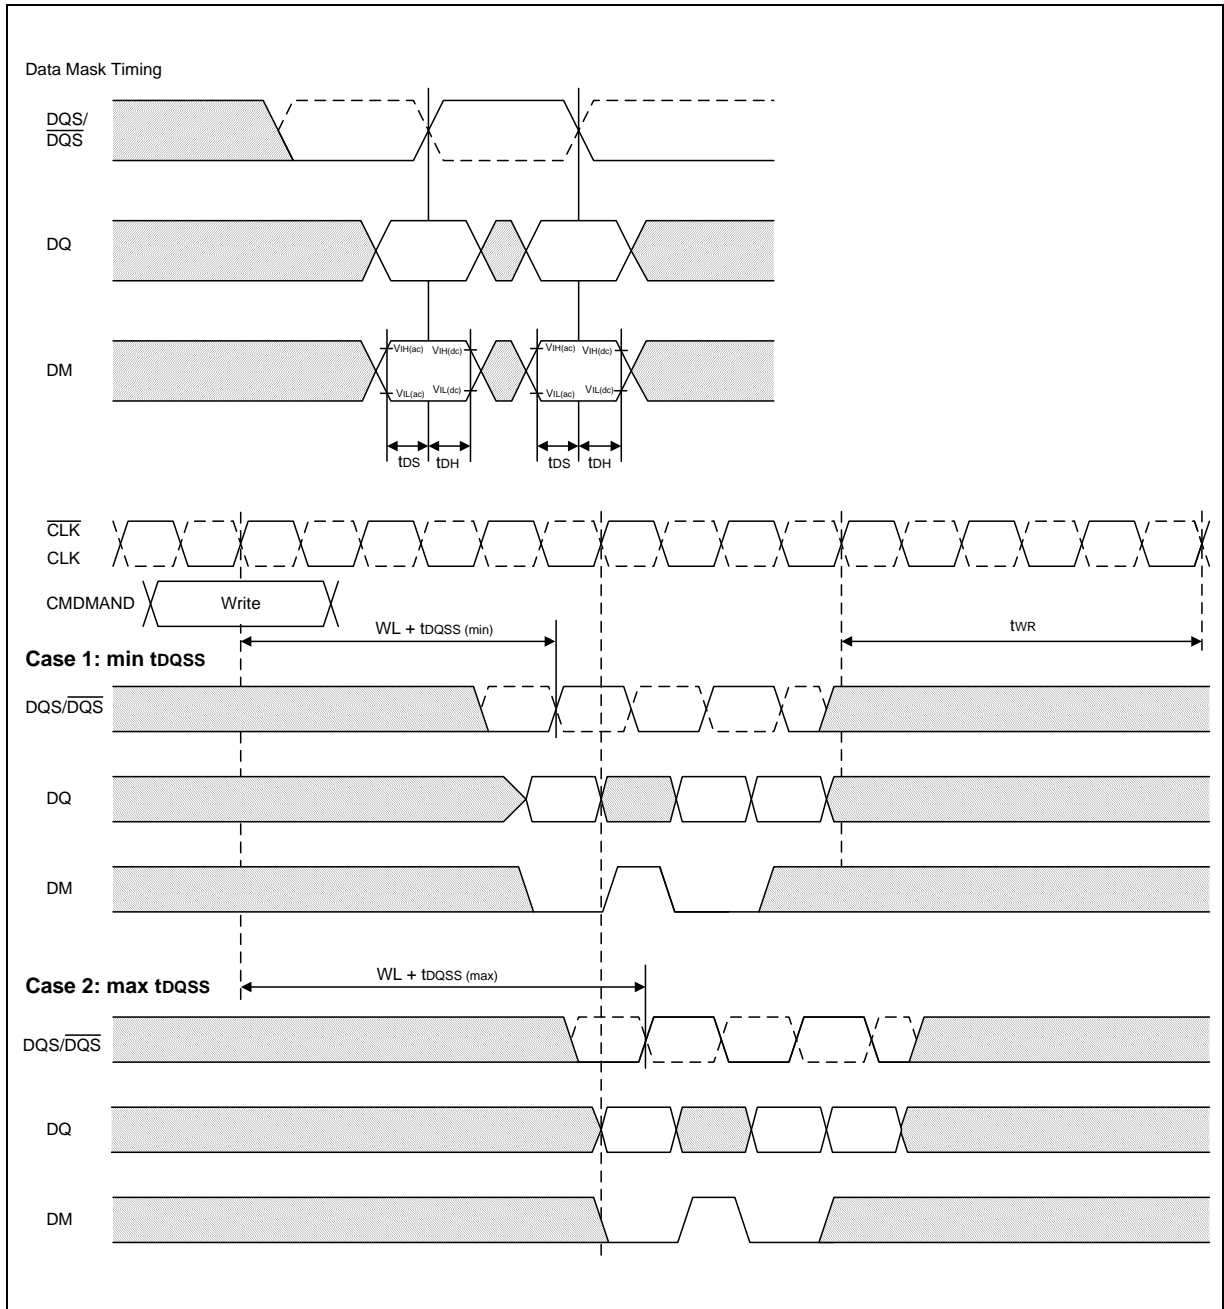 Data Mask Timing
DQS/
DQS
DQ
DM
VIH(ac) VIH(dc) VIH(ac) VIH(dc)
VIL(ac) VIL(dc) VIL(ac) VIL(dc)
tDS tDH tDS tDH
CLK
CLK
CMDMAND Write
WL + tDQSS (min) tWR
Case 1: min tDQSS
DQS/DQS
DQ
DM
Case 2: max tDQSS WL + tDQSS (max)
DQS/DQS
DQ
DM